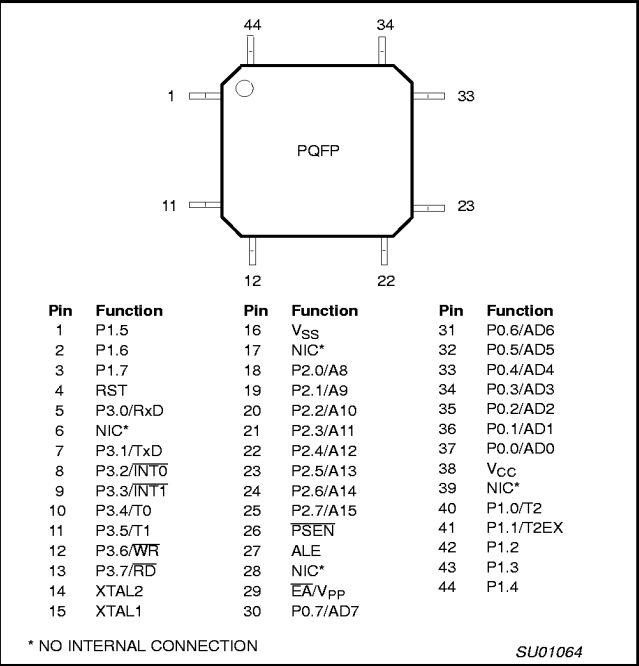 44 34
1 33
PQFP
11 23
12 22
Pin Function
1 P1.5
2 P1.6
3 P1.7
4 RST
5 P3.0/RxD
6 NIC*
7 P3.1/TxD
8 P3.2/I̅N̅T̅0̅
9 P3.3/I̅N̅T̅1̅
10 P3.4/T0
11 P3.5/T1
12 P3.6/W̅R̅
13 P3.7/R̅D̅
14 XTAL2
15 XTAL1
Pin Function
16 VSS
17 NIC*
18 P2.0/A8
19 P2.1/A9
20 P2.2/A10
21 P2.3/A11
22 P2.4/A12
23 P2.5/A13
24 P2.6/A14
25 P2.7/A15
26 P̅S̅E̅N̅
27 ALE
28 NIC*
29 E̅A̅/VPP
30 P0.7/AD7
Pin Function
31 P0.6/AD6
32 P0.5/AD5
33 P0.4/AD4
34 P0.3/AD3
35 P0.2/AD2
36 P0.1/AD1
37 P0.0/AD0
38 VCC
39 NIC*
40 P1.0/T2
41 P1.1/T2EX
42 P1.2
43 P1.3
44 P1.4
* NO INTERNAL CONNECTION
SU01064